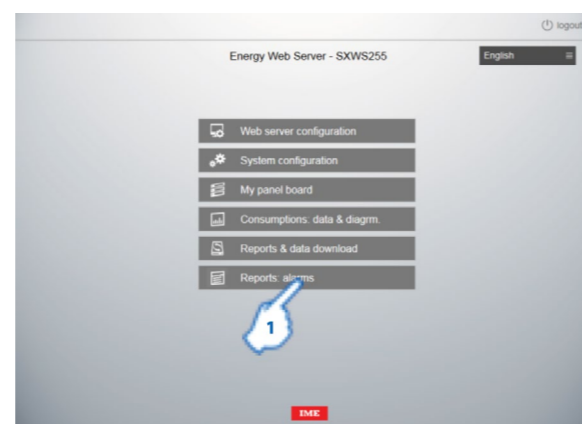 logout
Energy Web Server - SXWS255
English
Web server configuration
System configuration
My panel board
Consumptions: data & diagrm.
Reports & data download
Reports: alarms
1
IME